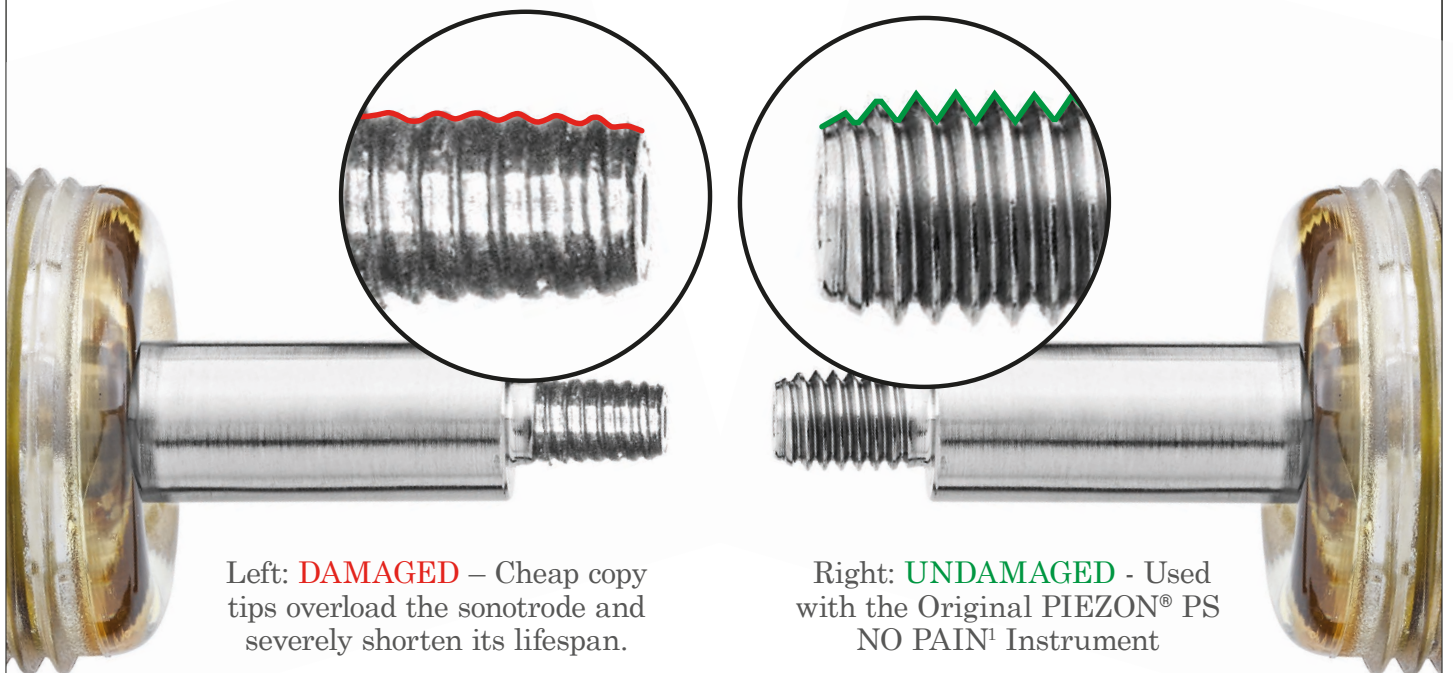 Left: DAMAGED – Cheap copy
tips overload the sonotrode and
severely shorten its lifespan.
Right: UNDAMAGED - Used
with the Original PIEZON® PS
NO PAIN¹ Instrument